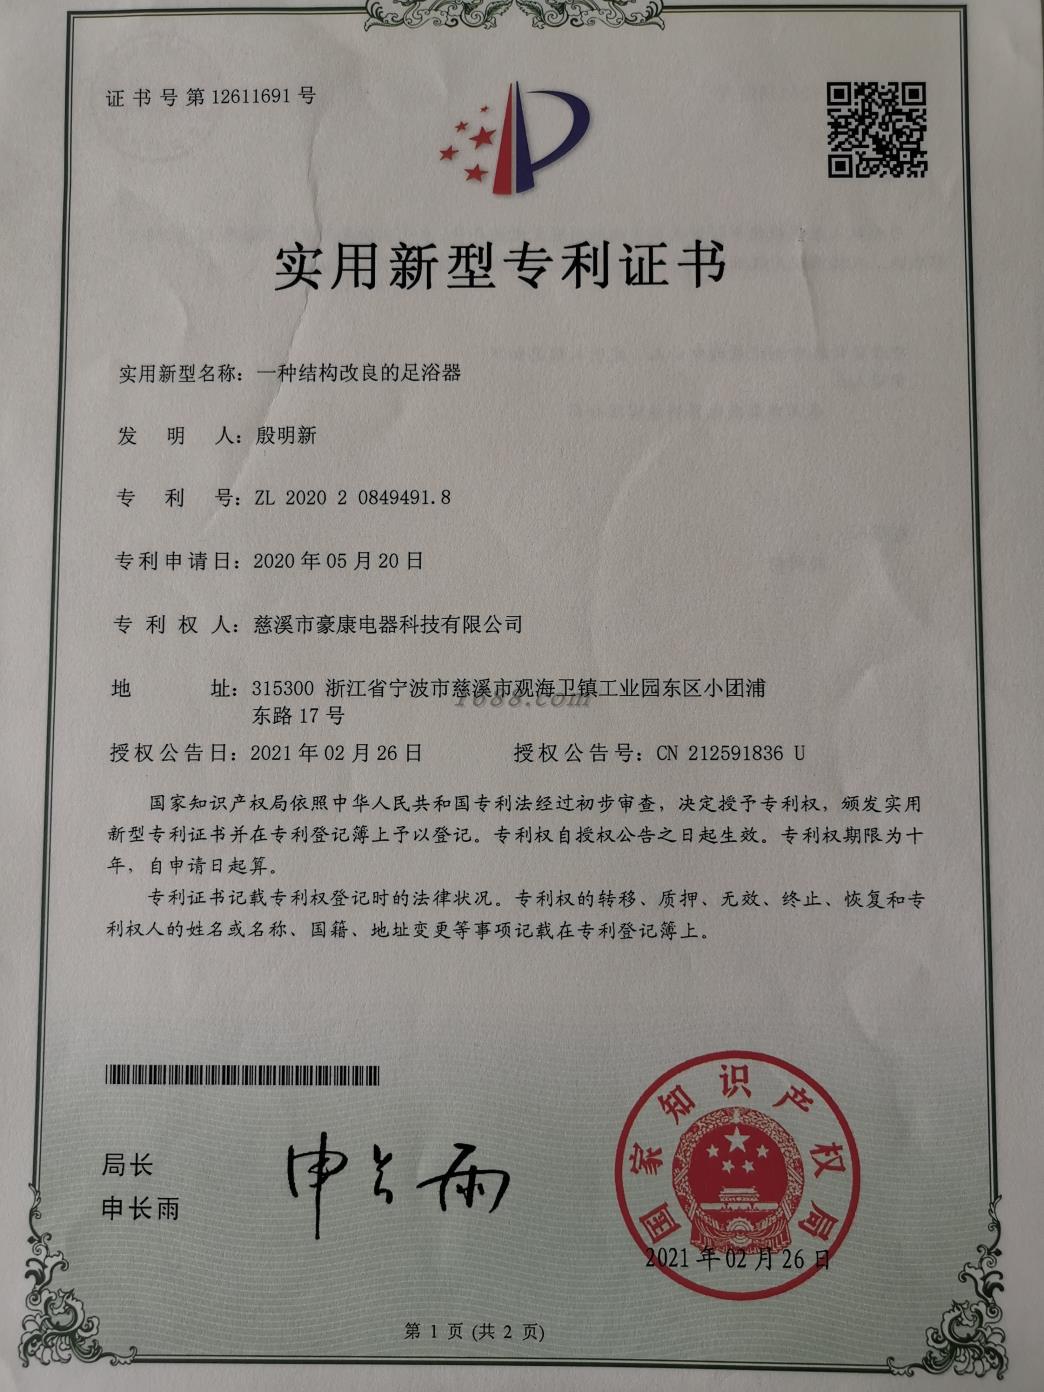 证书号第12611691号
实用新型专利证书
实用新型名称：一种结构改良的足浴器
发明人：殷明新
专利号：ZL 2020 2 0849491.8
专利申请日：2020年05月20日
专利权人：慈溪市豪康电器科技有限公司
地址：315300 浙江省宁波市慈溪市观海卫镇工业园东区小团浦
东路17号
1688.com
授权公告日：2021年02月26日 授权公告号：CN 212591836 U
国家知识产权局依照中华人民共和国专利法经过初步审查，决定授予专利权，颁发实用
新型专利证书并在专利登记簿上予以登记。专利权自授权公告之日起生效。专利权期限为十
年，自申请日起算。
专利证书记载专利权登记时的法律状况。专利权的转移、质押、无效、终止、恢复和专
利权人的姓名或名称、国籍、地址变更等事项记载在专利登记簿上。
局长
申长雨
申长雨
国家知识产权局
2021年02月26日
第1页(共2页)